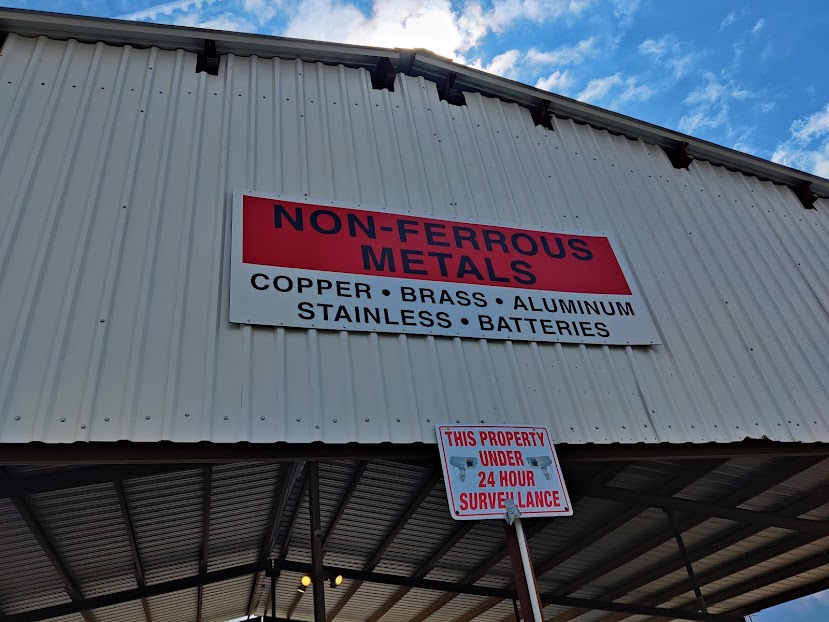 NON-FERROUS
METALS
COPPER • BRASS • ALUMINUM
STAINLESS • BATTERIES
THIS PROPERTY
UNDER
24 HOUR
SURVEILLANCE